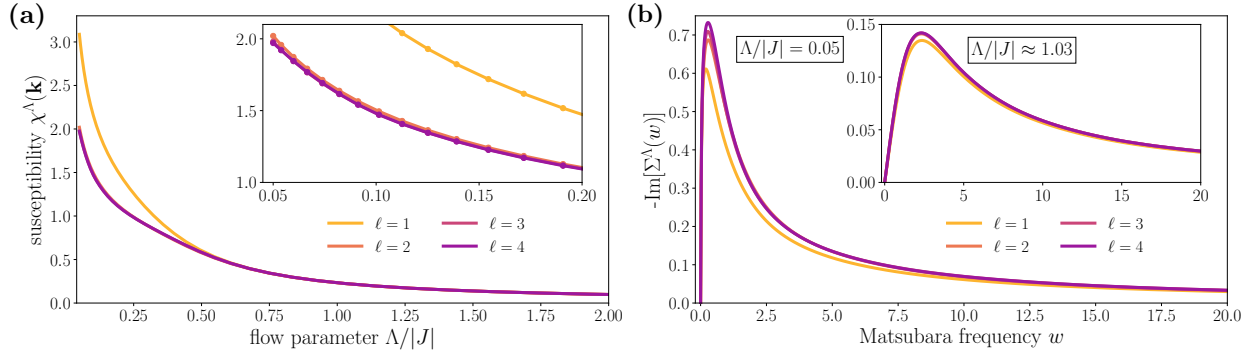 (a)
susceptibility χ^Λ(k)
3.0
2.5
2.0
1.5
1.0
0.5
0.0
0.25 0.50 0.75 1.00 1.25 1.50 1.75 2.00
flow parameter Λ/|J|
2.0
1.5
1.0
0.05 0.10 0.15 0.20
ℓ = 1 ℓ = 3
ℓ = 2 ℓ = 4
(b)
-Im[Σ^Λ(w)]
0.7
0.6
0.5
0.4
0.3
0.2
0.1
0.0
0.0 2.5 5.0 7.5 10.0 12.5 15.0 17.5 20.0
Matsubara frequency w
Λ/|J| = 0.05
Λ/|J| ≈ 1.03
0.15
0.10
0.05
0.00
0 5 10 15 20
ℓ = 1 ℓ = 3
ℓ = 2 ℓ = 4